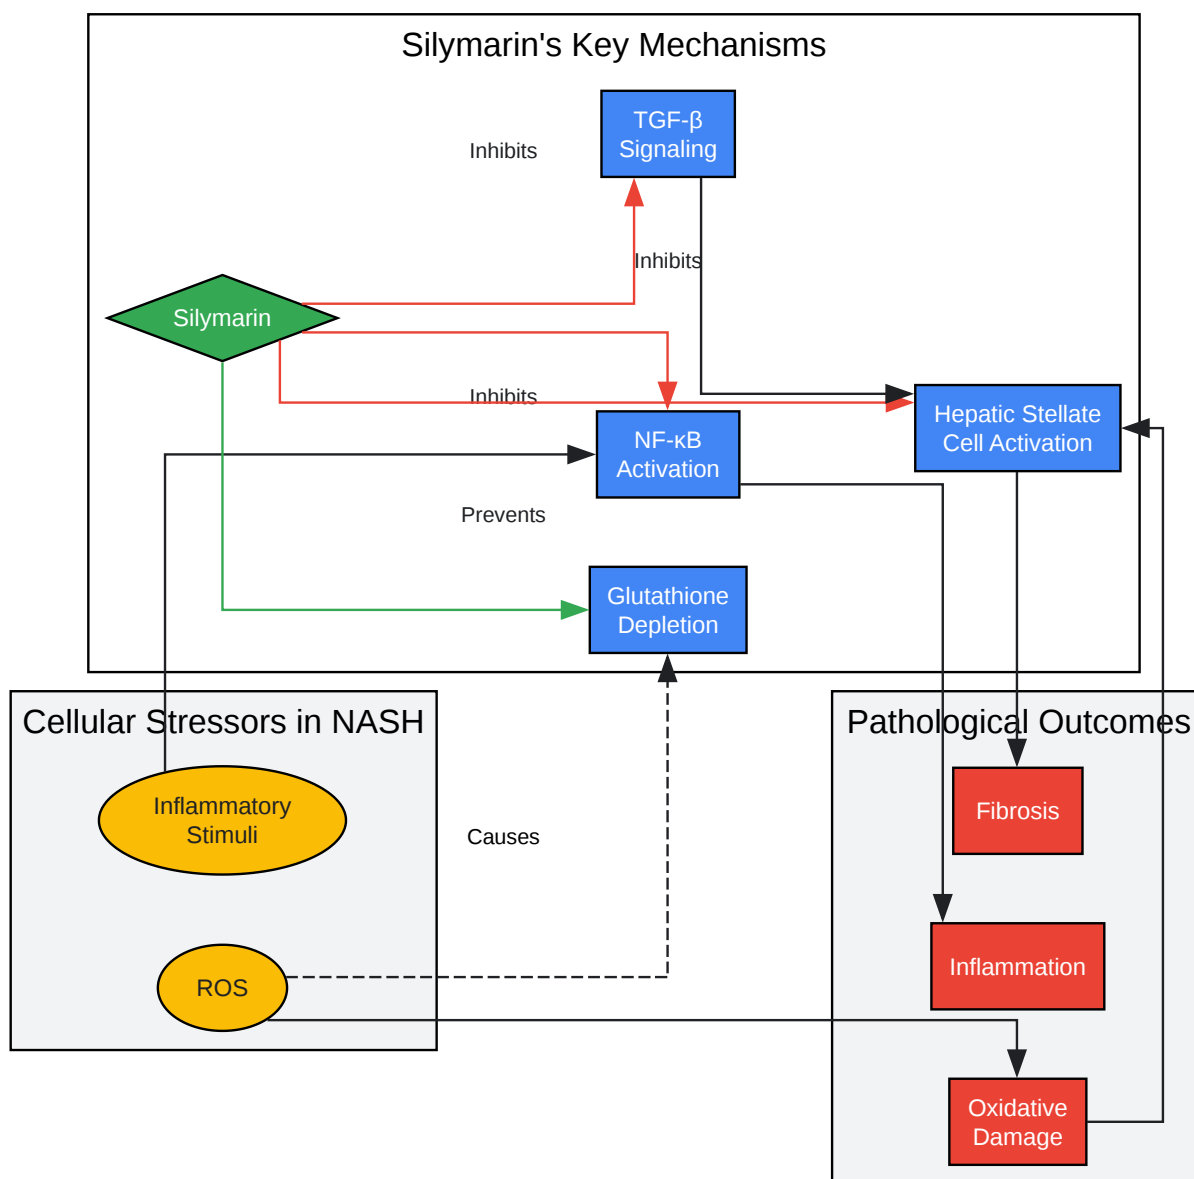 Silymarin's Key Mechanisms
TGF-β
Signaling
Inhibits
Inhibits
Silymarin
Inhibits
Hepatic Stellate
Cell Activation
NF-κB
Activation
Prevents
Glutathione
Depletion
Cellular Stressors in NASH
Inflammatory
Stimuli
ROS
Causes
Pathological Outcomes
Fibrosis
Inflammation
Oxidative
Damage